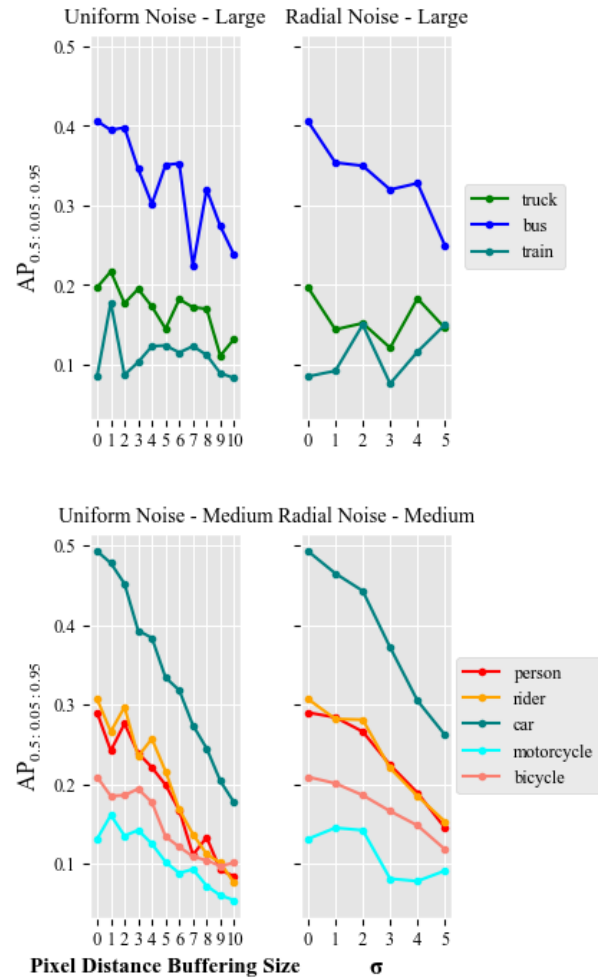 Uniform Noise - Large Radial Noise - Large
AP0.5 : 0.05 : 0.95
0.5
0.4
0.3
0.2
0.1
0 1 2 3 4 5 6 7 8 9 10
0 1 2 3 4 5
truck
bus
train
Uniform Noise - Medium Radial Noise - Medium
AP0.5 : 0.05 : 0.95
0.5
0.4
0.3
0.2
0.1
0 1 2 3 4 5 6 7 8 9 10
0 1 2 3 4 5
person
rider
car
motorcycle
bicycle
Pixel Distance Buffering Size σ